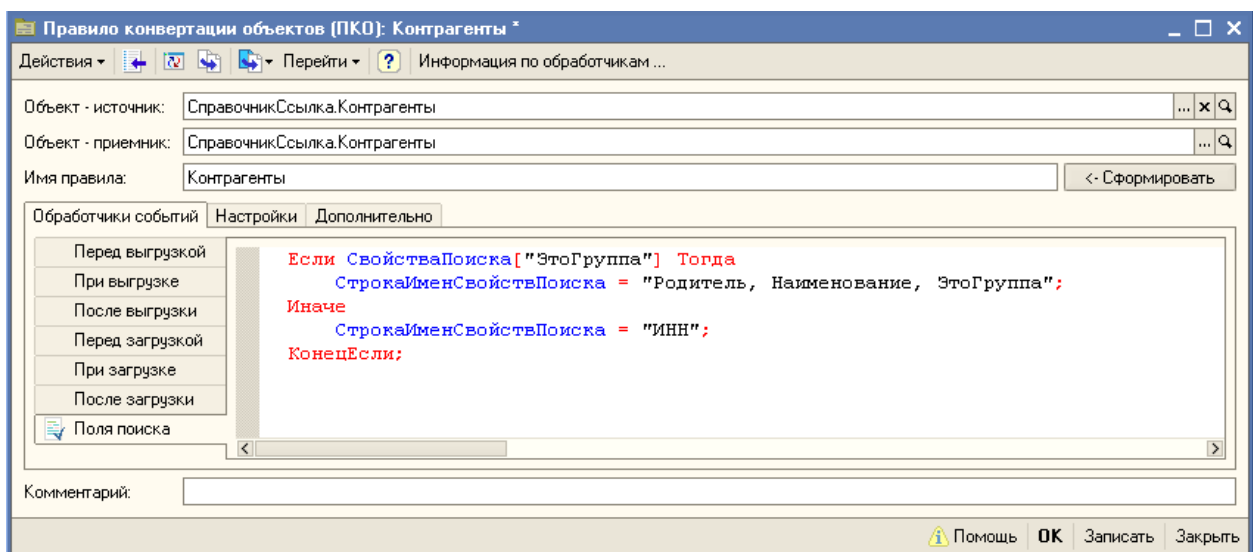 Правило конвертации объектов (ПКО): Контрагенты *
Действия Перейти ? Информация по обработчикам ...
Объект - источник: СправочникСсылка.Контрагенты ... x
Объект - приемник: СправочникСсылка.Контрагенты ...
Имя правила: Контрагенты <- Сформировать
Обработчики событий Настройки Дополнительно
Перед выгрузкой
При выгрузке
После выгрузки
Перед загрузкой
При загрузке
После загрузки
Поля поиска
Если СвойстваПоиска["ЭтоГруппа"] Тогда
СтрокаИменСвойствПоиска = "Родитель, Наименование, ЭтоГруппа";
Иначе
СтрокаИменСвойствПоиска = "ИНН";
КонецЕсли;
Комментарий:
Помощь ОК Записать Закрыть